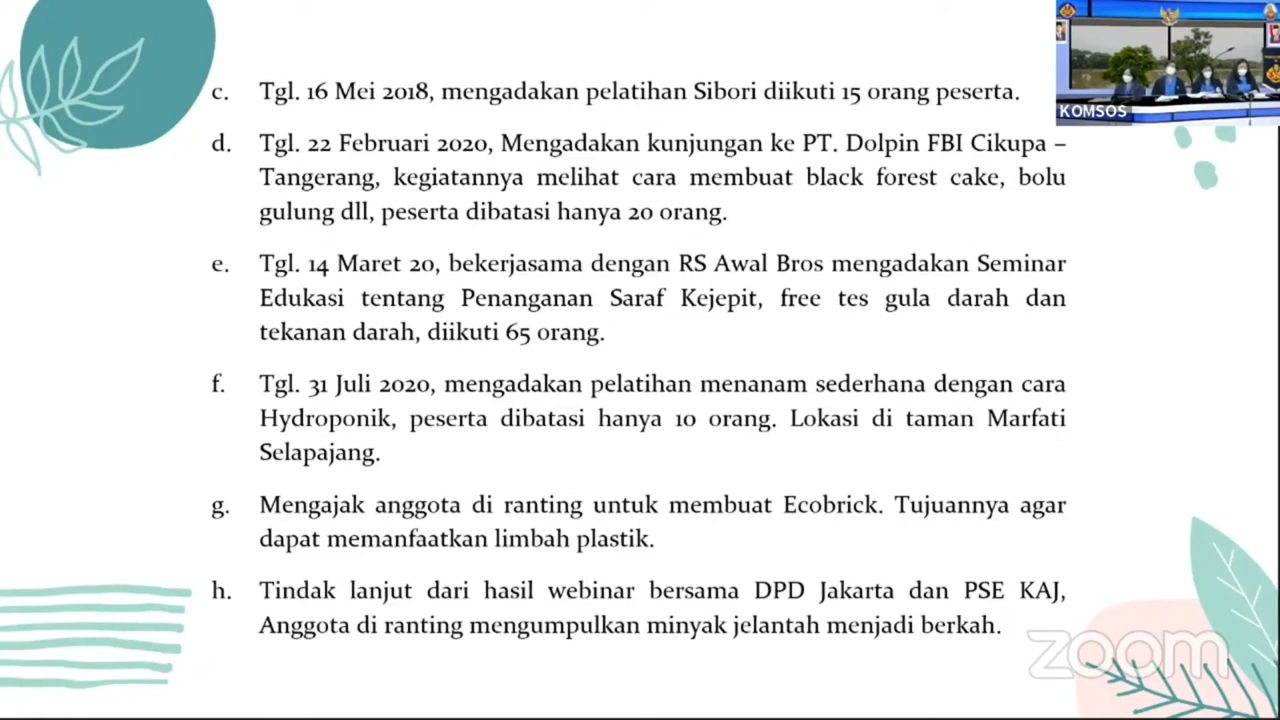 c. Tgl. 16 Mei 2018, mengadakan pelatihan Sibori diikuti 15 orang peserta.
d. Tgl. 22 Februari 2020, Mengadakan kunjungan ke PT. Dolpin FBI Cikupa –
Tangerang, kegiatannya melihat cara membuat black forest cake, bolu
gulung dll, peserta dibatasi hanya 20 orang.
e. Tgl. 14 Maret 20, bekerjasama dengan RS Awal Bros mengadakan Seminar
Edukasi tentang Penanganan Saraf Kejepit, free tes gula darah dan
tekanan darah, diikuti 65 orang.
f. Tgl. 31 Juli 2020, mengadakan pelatihan menanam sederhana dengan cara
Hydroponik, peserta dibatasi hanya 10 orang. Lokasi di taman Marfati
Selapajang.
g. Mengajak anggota di ranting untuk membuat Ecobrick. Tujuannya agar
dapat memanfaatkan limbah plastik.
h. Tindak lanjut dari hasil webinar bersama DPD Jakarta dan PSE KAJ,
Anggota di ranting mengumpulkan minyak jelantah menjadi berkah.
KOMSOS
zoom